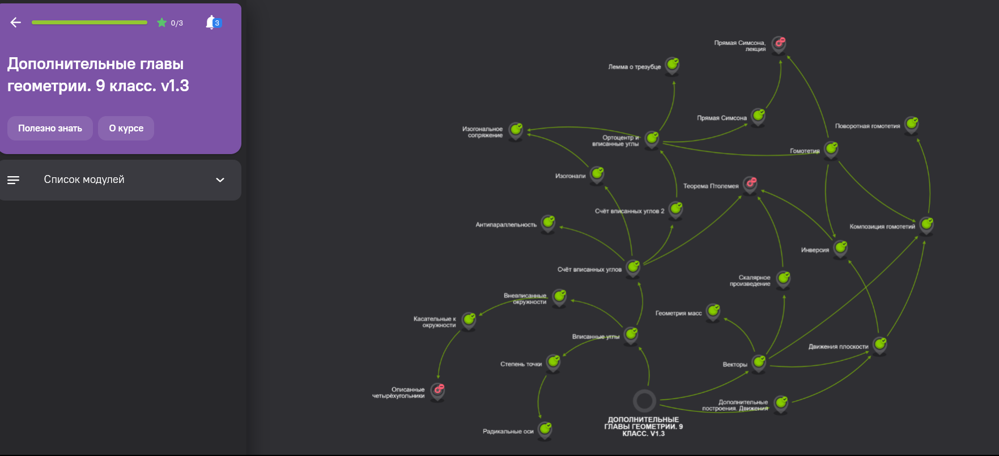 0/3
3
Дополнительные главы
геометрии. 9 класс. v1.3
Полезно знать
О курсе
Список модулей
Прямая Симсона,
лекция
Лемма о трезубце
Прямая Симсона
Поворотная гомотетия
Изогональное
сопряжение
Ортоцентр и
вписанные углы
Гомотетия
Изогонали
Теорема Птолемея
Счёт вписанных углов 2
Антипараллельность
Композиция гомотетий
Инверсия
Счёт вписанных углов
Скалярное
произведение
Вневписанные
окружности
Геометрия масс
Касательные к
окружности
Вписанные углы
Движения плоскости
Степень точки
Векторы
Описанные
четырёхугольники
Дополнительные
построения. Движения
ДОПОЛНИТЕЛЬНЫЕ
ГЛАВЫ ГЕОМЕТРИИ. 9
КЛАСС. V1.3
Радикальные оси